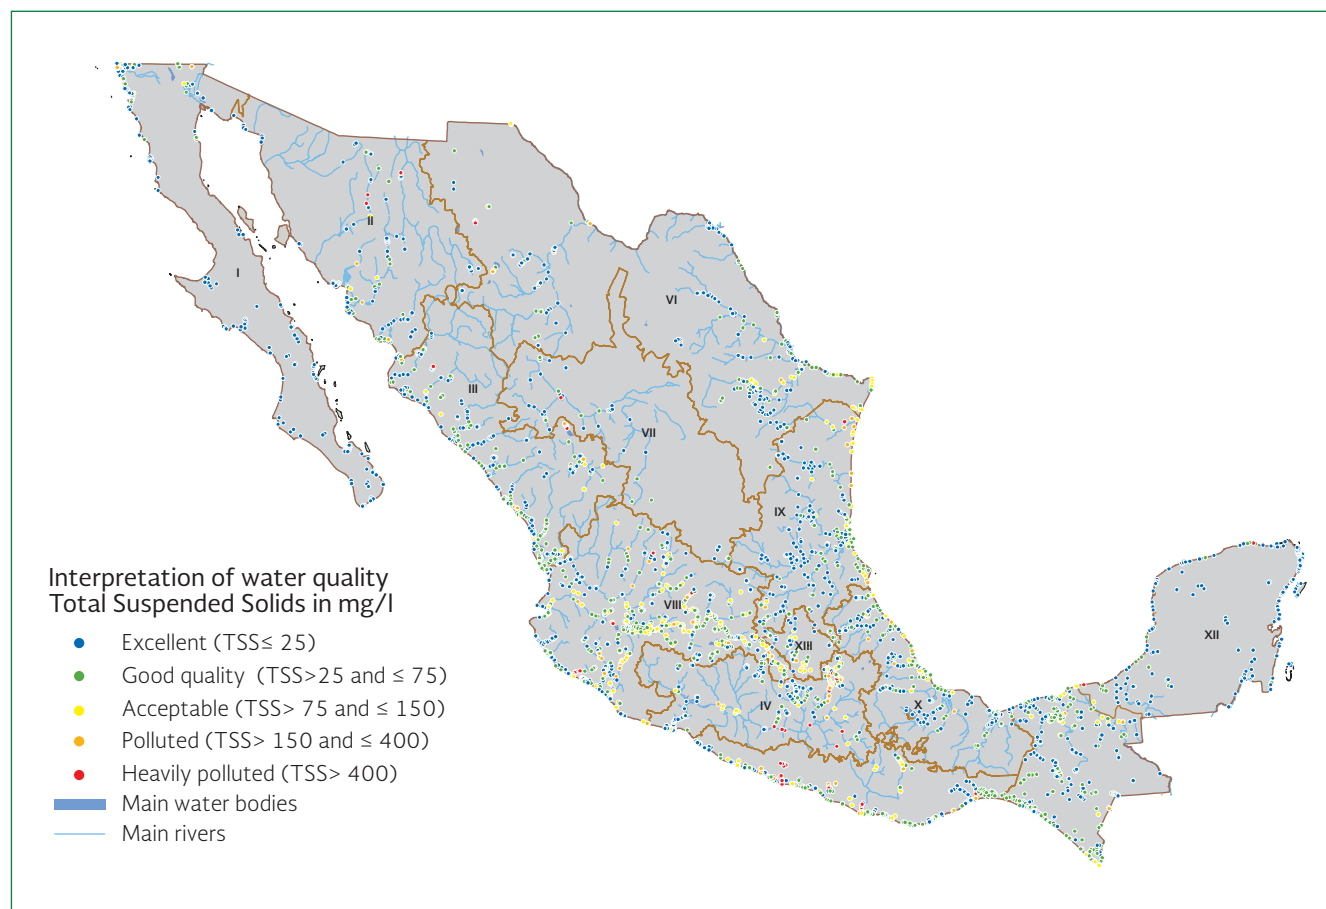 I
II
III
VI
VII
IX
VIII
XIII
IV
X
XII
Interpretation of water quality
Total Suspended Solids in mg/l
Excellent (TSS≤ 25)
Good quality (TSS>25 and ≤ 75)
Acceptable (TSS> 75 and ≤ 150)
Polluted (TSS> 150 and ≤ 400)
Heavily polluted (TSS> 400)
Main water bodies
Main rivers